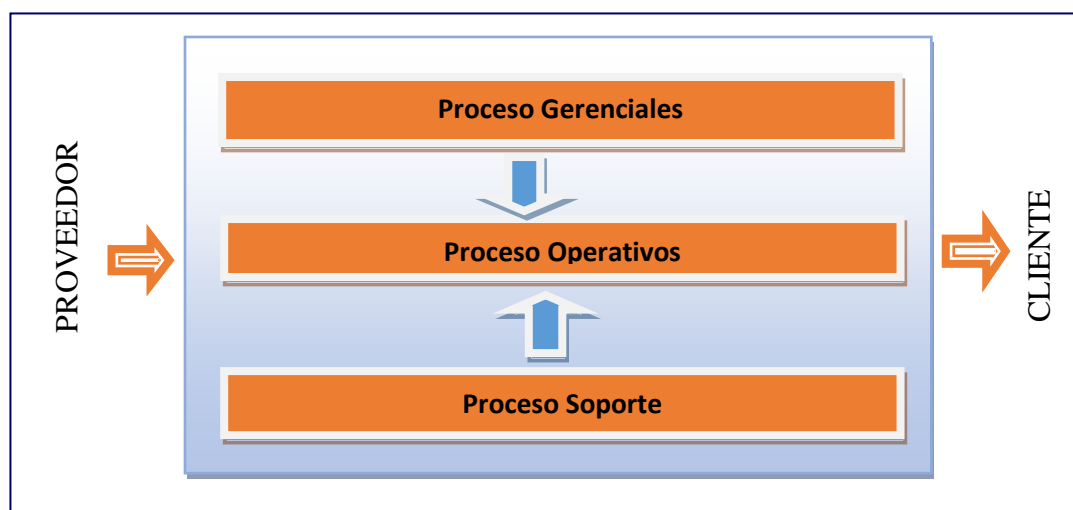 PROVEEDOR
Proceso Gerenciales
Proceso Operativos
Proceso Soporte
CLIENTE